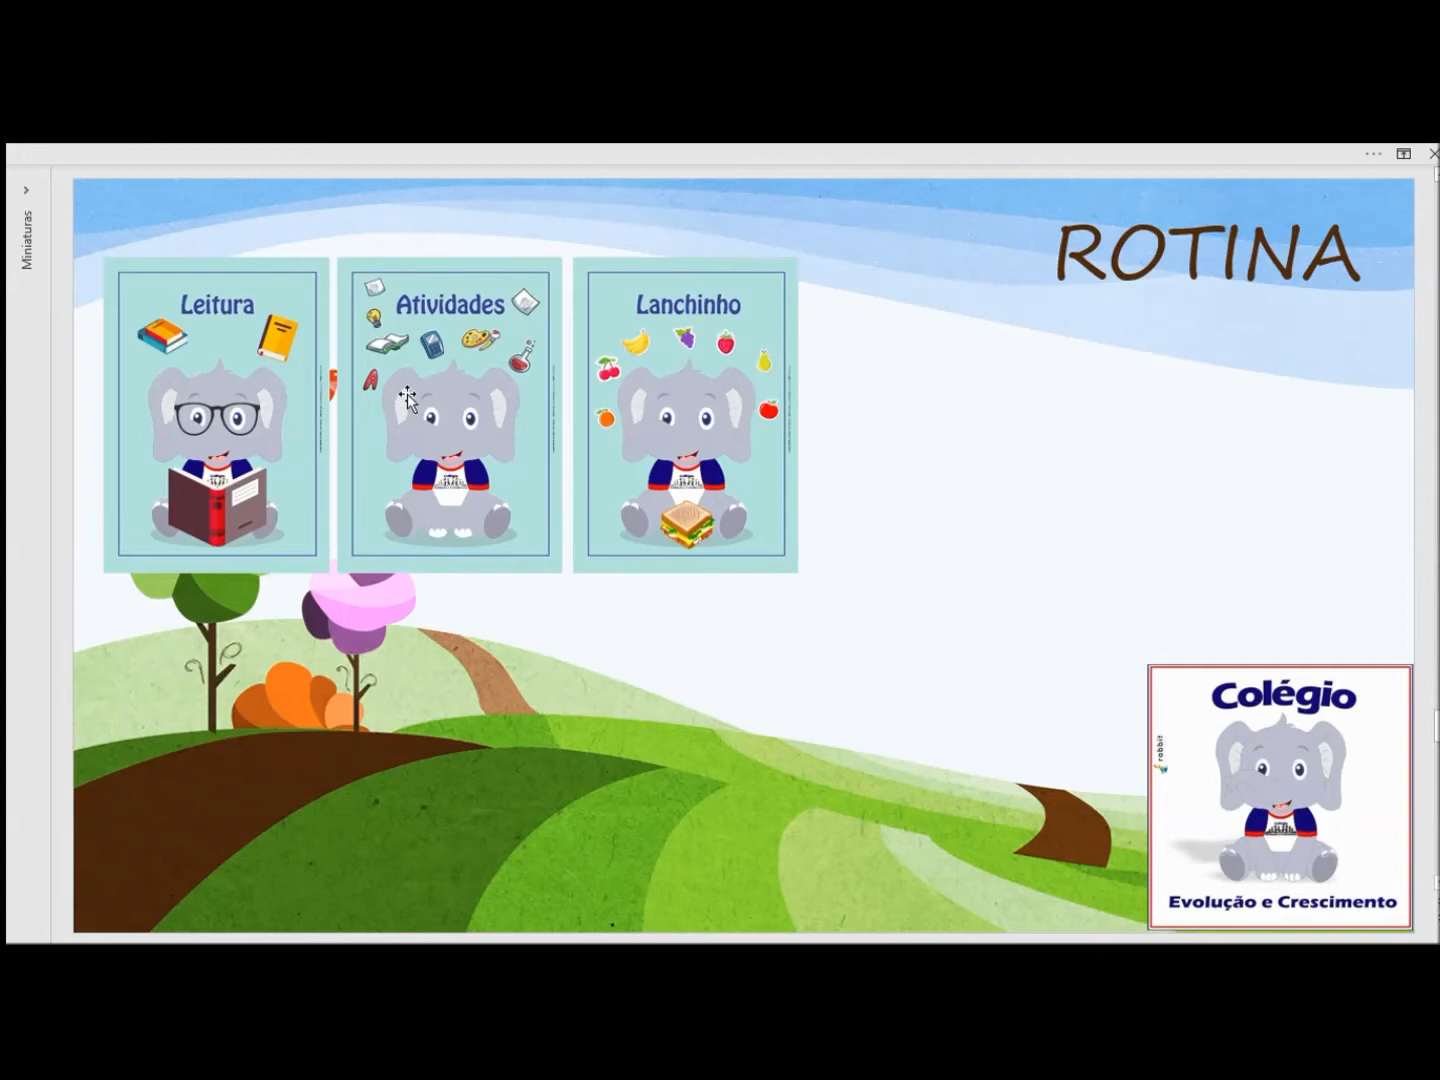 Miniaturas
ROTINA
Leitura
Atividades
Lanchinho
A
Colégio
rabbit
Evolução e Crescimento